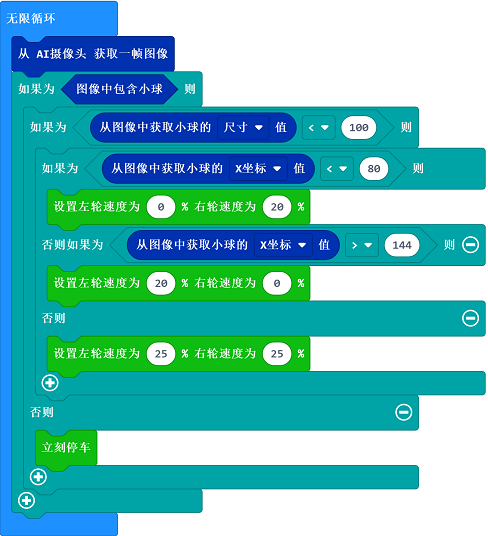 无限循环
从 AI摄像头 获取一帧图像
如果为 图像中包含小球 则
如果为 从图像中获取小球的 尺寸 值 < 100 则
如果为 从图像中获取小球的 X坐标 值 < 80 则
设置左轮速度为 0 % 右轮速度为 20 %
否则如果为 从图像中获取小球的 X坐标 值 > 144 则
设置左轮速度为 20 % 右轮速度为 0 %
否则
设置左轮速度为 25 % 右轮速度为 25 %
否则
立刻停车